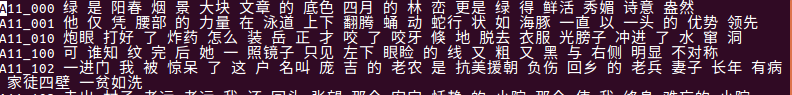 A11_000 绿 是 阳春 烟 景 大块 文章 的 底色 四月 的 林 峦 更是 绿 得 鲜活 秀媚 诗意 盎然
A11_001 他 仅 凭 腰部 的 力量 在 泳道 上下 翻腾 蛹 动 蛇行 状 如 海豚 一直 以 一头 的 优势 领先
A11_010 炮眼 打好 了 炸药 怎么 装 岳 正 才 咬 了 咬牙 倏 地 脱去 衣服 光膀子 冲进 了 水 窜 洞
A11_100 可 谁知 纹 完 后 她 一 照镜子 只见 左下 眼睑 的 线 又 粗 又 黑 与 右侧 明显 不对称
A11_102 一进门 我 被 惊呆 了 这 户 名叫 庞 吉 的 老农 是 抗美援朝 负伤 回乡 的 老兵 妻子 长年 有病
家徒四壁 一贫如洗